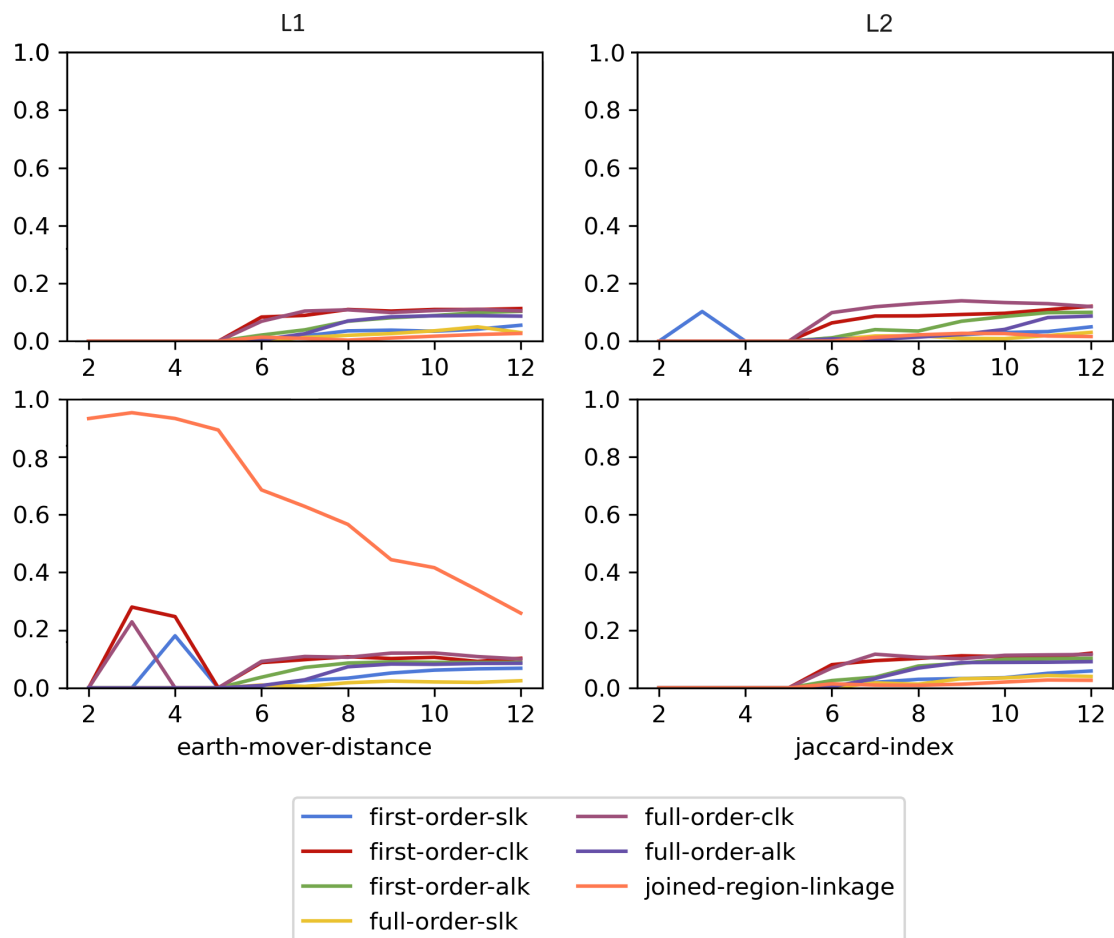 L1 L2
1.0 1.0
0.8 0.8
0.6 0.6
0.4 0.4
0.2 0.2
0.0 0.0
2 4 6 8 10 12 2 4 6 8 10 12
1.0 1.0
0.8 0.8
0.6 0.6
0.4 0.4
0.2 0.2
0.0 0.0
2 4 6 8 10 12 2 4 6 8 10 12
earth-mover-distance jaccard-index
first-order-slk full-order-clk
first-order-clk full-order-alk
first-order-alk joined-region-linkage
full-order-slk